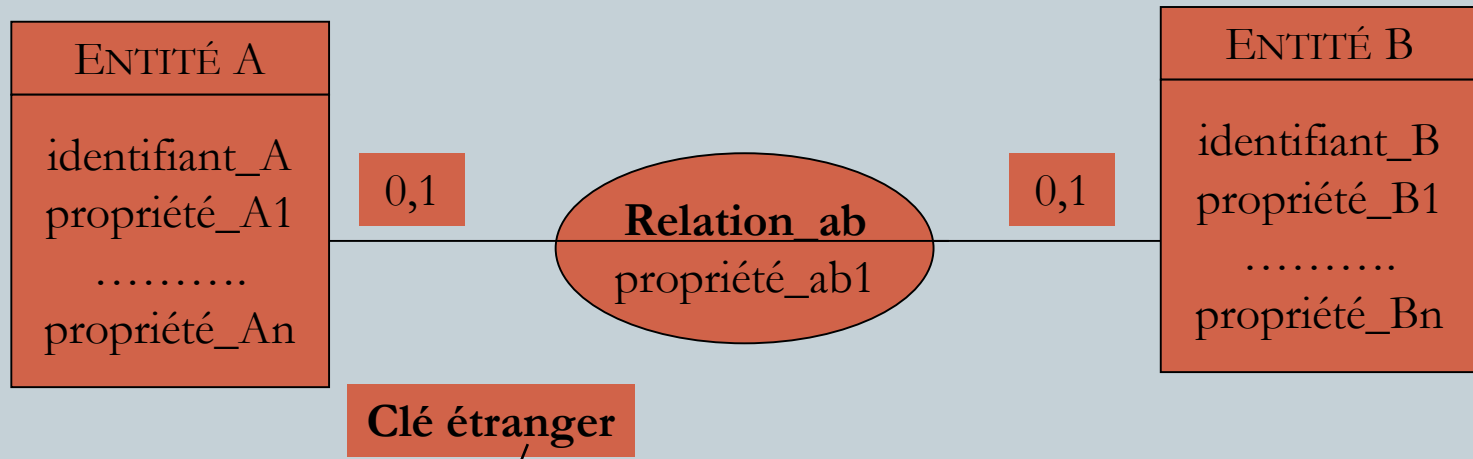 ENTITÉ A
identifiant_A
propriété_A1
……….
propriété_An
0,1
Relation_ab
propriété_ab1
0,1
ENTITÉ B
identifiant_B
propriété_B1
……….
propriété_Bn
Clé étranger